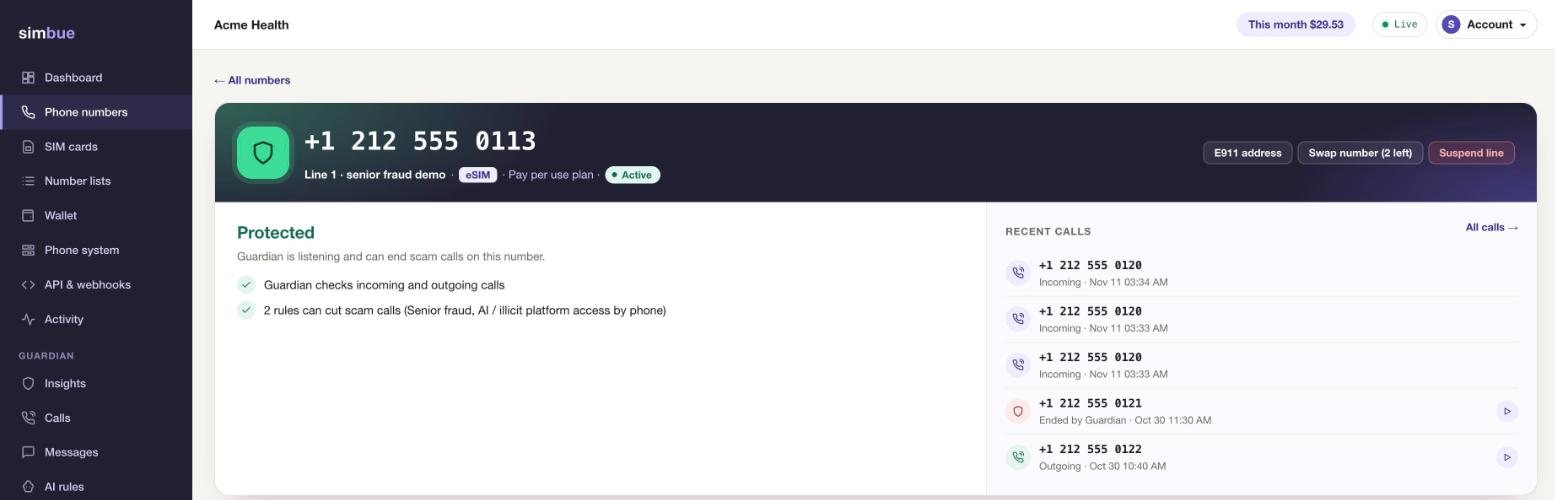 simbue
Acme Health
This month $29.53
Live
S
Account
Dashboard
Phone numbers
SIM cards
Number lists
Wallet
Phone system
API & webhooks
Activity
GUARDIAN
Insights
Calls
Messages
AI rules
← All numbers
+1 212 555 0113
Line 1 · senior fraud demo · eSIM · Pay per use plan · Active
E911 address
Swap number (2 left)
Suspend line
Protected
Guardian is listening and can end scam calls on this number.
Guardian checks incoming and outgoing calls
2 rules can cut scam calls (Senior fraud, AI / illicit platform access by phone)
RECENT CALLS
All calls →
+1 212 555 0120
Incoming · Nov 11 03:34 AM
+1 212 555 0120
Incoming · Nov 11 03:33 AM
+1 212 555 0120
Incoming · Nov 11 03:33 AM
+1 212 555 0121
Ended by Guardian · Oct 30 11:30 AM
+1 212 555 0122
Outgoing · Oct 30 10:40 AM